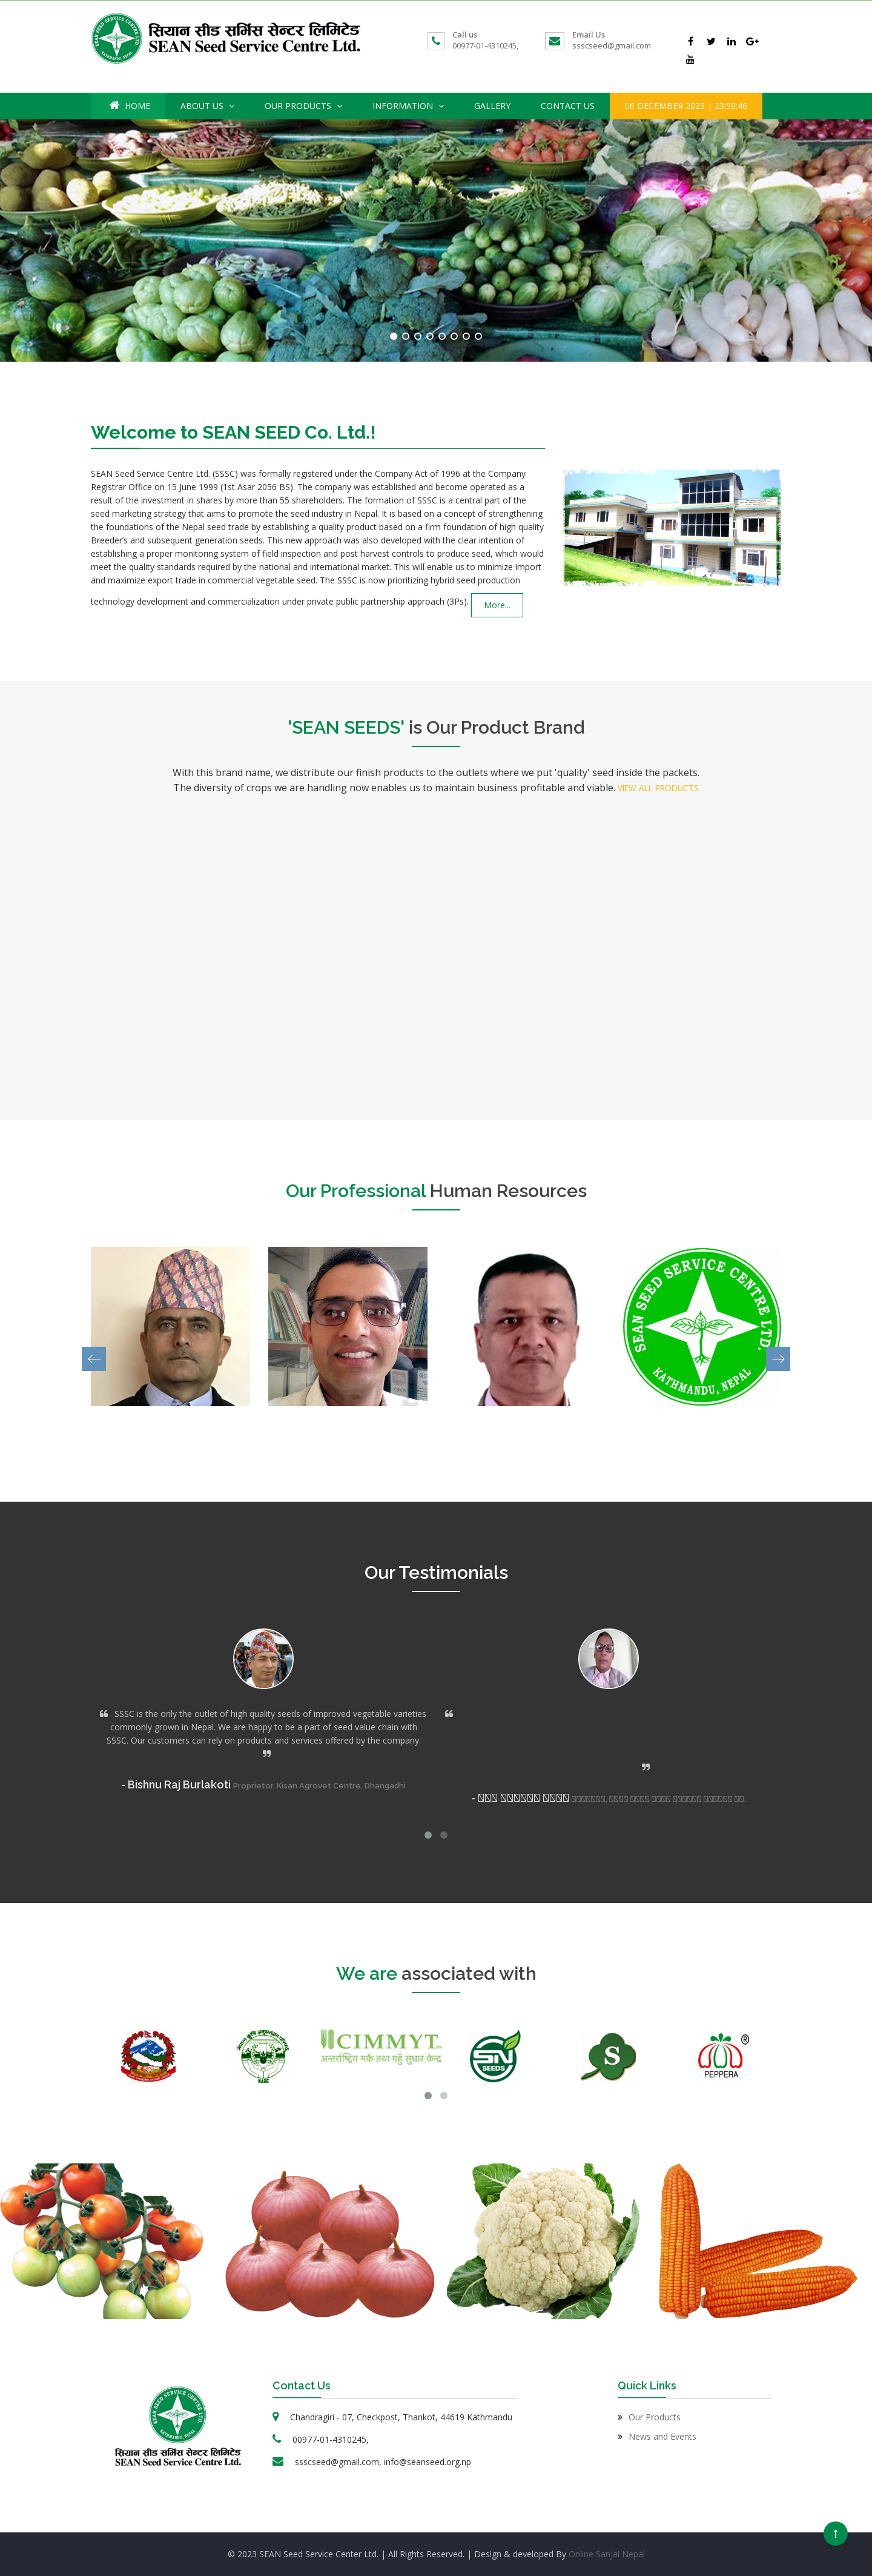 सियान सीड सर्भिस सेन्टर लिमिटेड
SEAN Seed Service Centre Ltd.
Call us
00977-01-4310245,
Email Us
ssscseed@gmail.com
HOME
ABOUT US
OUR PRODUCTS
INFORMATION
GALLERY
CONTACT US
06 DECEMBER 2023 | 23:59:46
Welcome to SEAN SEED Co. Ltd.!
SEAN Seed Service Centre Ltd. (SSSC) was formally registered under the Company Act of 1996 at the Company
Registrar Office on 15 June 1999 (1st Asar 2056 BS). The company was established and become operated as a
result of the investment in shares by more than 55 shareholders. The formation of SSSC is a central part of the
seed marketing strategy that aims to promote the seed industry in Nepal. It is based on a concept of strengthening
the foundations of the Nepal seed trade by establishing a quality product based on a firm foundation of high quality
Breeder's and subsequent generation seeds. This new approach was also developed with the clear intention of
establishing a proper monitoring system of field inspection and post harvest controls to produce seed, which would
meet the quality standards required by the national and international market. This will enable us to minimize import
and maximize export trade in commercial vegetable seed. The SSSC is now prioritizing hybrid seed production
technology development and commercialization under private public partnership approach (3Ps). More...
'SEAN SEEDS' is Our Product Brand
With this brand name, we distribute our finish products to the outlets where we put 'quality' seed inside the packets.
The diversity of crops we are handling now enables us to maintain business profitable and viable. VIEW ALL PRODUCTS
Our Professional Human Resources
SEAN SEED SERVICE CENTRE LTD.
KATHMANDU, NEPAL
Our Testimonials
SSSC is the only the outlet of high quality seeds of improved vegetable varieties
commonly grown in Nepal. We are happy to be a part of seed value chain with
SSSC. Our customers can rely on products and services offered by the company.
- Bishnu Raj Burlakoti Proprietor, Kisan Agrovet Centre, Dhangadhi
We are associated with
CIMMYT
अन्तर्राष्ट्रिय मकै तथा गहुँ सुधार केन्द्र
SN
SEEDS
S
PEPPERA
®
सियान सीड सर्भिस सेन्टर लिमिटेड
SEAN Seed Service Centre Ltd.
Contact Us
Chandragiri - 07, Checkpost, Thankot, 44619 Kathmandu
00977-01-4310245,
ssscseed@gmail.com, info@seanseed.org.np
Quick Links
Our Products
News and Events
© 2023 SEAN Seed Service Center Ltd. | All Rights Reserved. | Design & developed By Online Sanjal Nepal